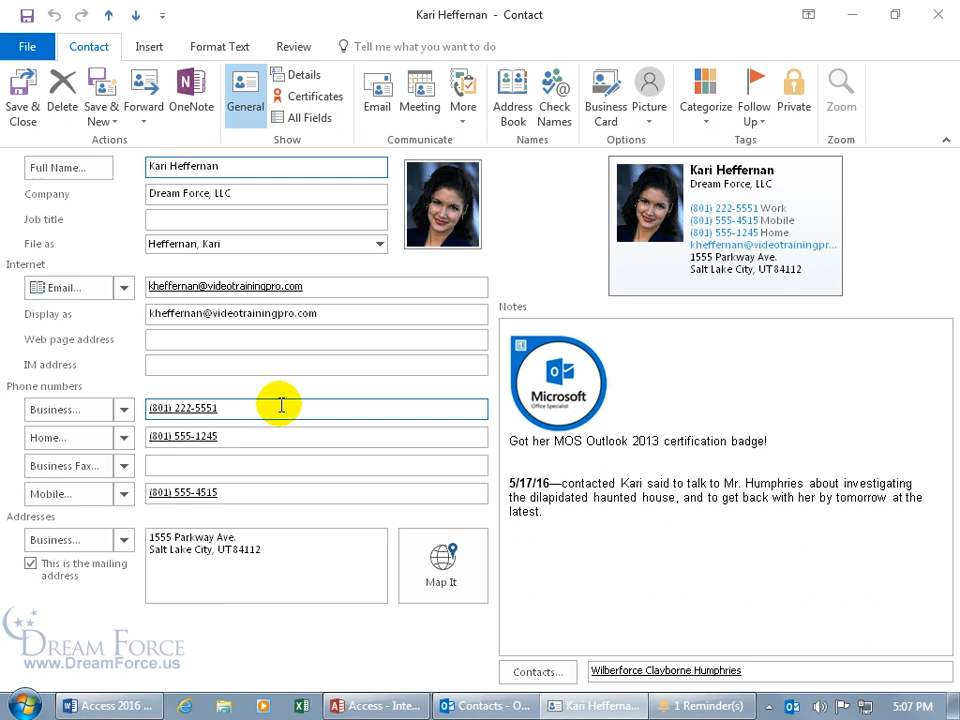 Kari Heffernan - Contact
File Contact Insert Format Text Review Tell me what you want to do
Save & Close
Delete
Save & New
Forward
OneNote
Actions
General
Details
Certificates
All Fields
Show
Email
Meeting
More
Communicate
Address Book
Check Names
Names
Business Card
Picture
Options
Categorize
Follow Up
Private
Tags
Zoom
Zoom
Full Name... Kari Heffernan
Company Dream Force, LLC
Job title
File as Heffernan, Kari
Internet
Email... kheffernan@videotrainingpro.com
Display as kheffernan@videotrainingpro.com
Web page address
IM address
Phone numbers
Business... (801) 222-5551
Home... (801) 555-1245
Business Fax...
Mobile... (801) 555-4515
Addresses
Business... 1555 Parkway Ave.
Salt Lake City, UT 84112
This is the mailing
address
Map It
Kari Heffernan
Dream Force, LLC
(801) 222-5551 Work
(801) 555-4515 Mobile
(801) 555-1245 Home
kheffernan@videotrainingpr...
1555 Parkway Ave.
Salt Lake City, UT 84112
Notes
Microsoft
Office Specialist
Got her MOS Outlook 2013 certification badge!
5/17/16—contacted Kari said to talk to Mr. Humphries about investigating
the dilapidated haunted house, and to get back with her by tomorrow at the
latest.
Contacts... Wilberforce Clayborne Humphries
DREAM FORCE
www.DreamForce.us
Access 2016 ... Access - Inte... Contacts - O... Kari Hefferna... 1 Reminder(s) 5:07 PM